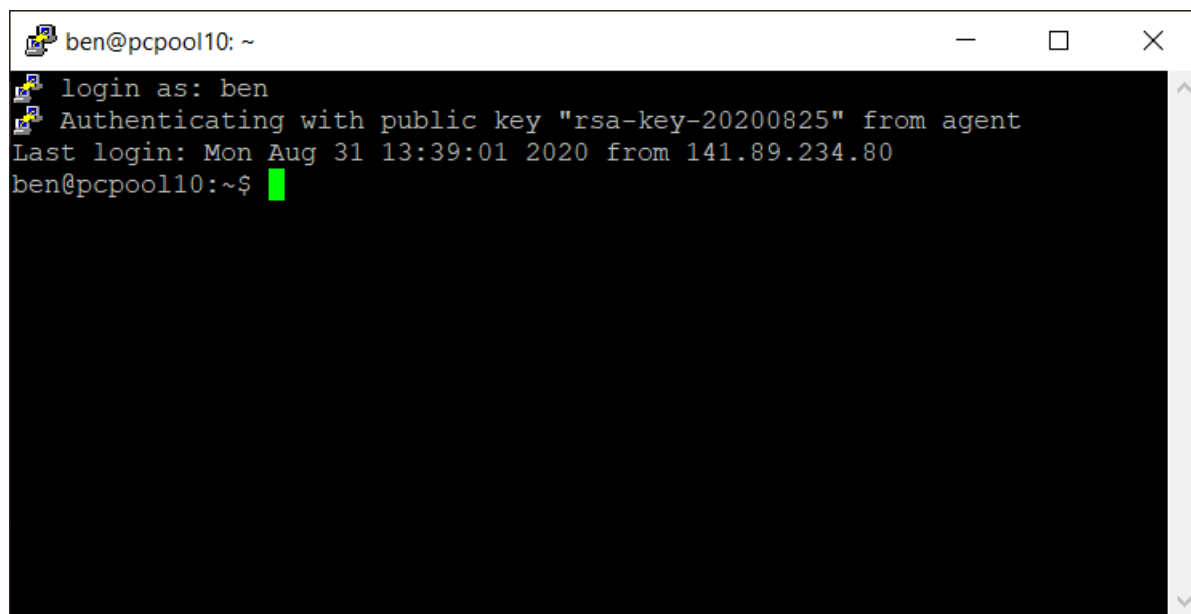 ben@pcpool10: ~
login as: ben
Authenticating with public key "rsa-key-20200825" from agent
Last login: Mon Aug 31 13:39:01 2020 from 141.89.234.80
ben@pcpool10:~$